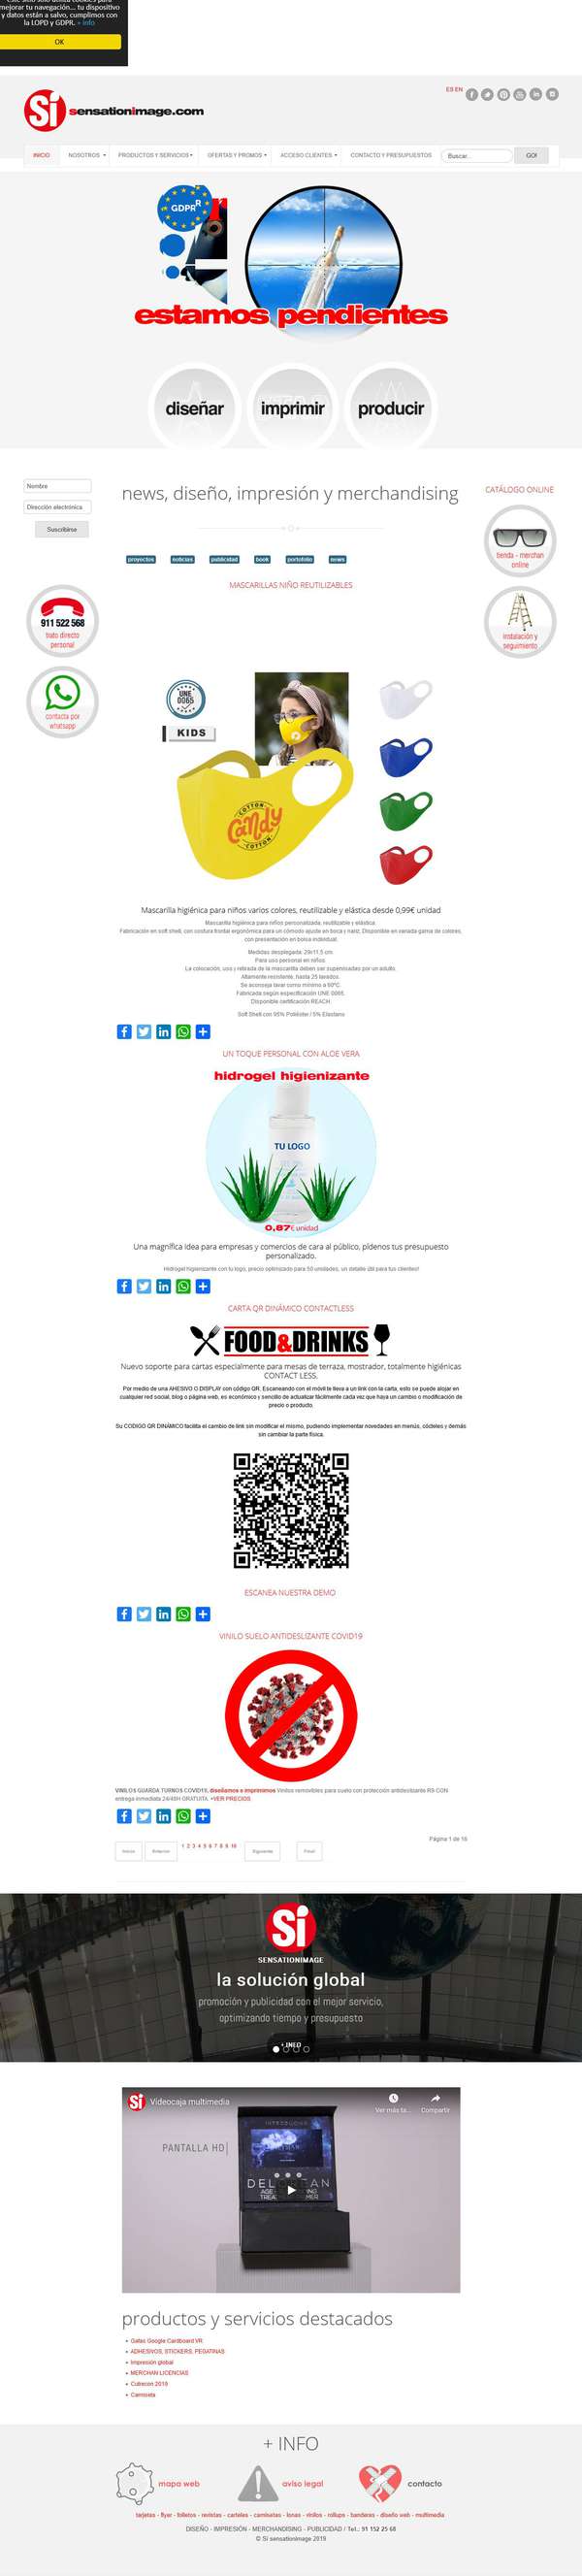 este sitio solo utiliza cookies para
mejorar tu navegación... tu dispositivo
y datos están a salvo, cumplimos con
la LOPD y GDPR. + info
OK
ES EN
Si sensationimage.com
INICIO NOSOTROS PRODUCTOS Y SERVICIOS OFERTAS Y PROMOS ACCESO CLIENTES CONTACTO Y PRESUPUESTOS Buscar... GO!
GDPR R
estamos pendientes
diseñar imprimir producir
Nombre
Dirección electrónica
Suscribirse
news, diseño, impresión y merchandising
CATÁLOGO ONLINE
tienda - merchan
online
instalación y
seguimiento
911 522 568
trato directo
personal
contacta por
whatsapp
proyectos noticias publicidad book portofolio news
MASCARILLAS NIÑO REUTILIZABLES
UNE
0065
KIDS
COTTON
Candy
COTTON
Mascarilla higiénica para niños varios colores, reutilizable y elástica desde 0,99€ unidad
Mascarilla higiénica para niños personalizada, reutilizable y elástica.
Fabricación en soft shell, con costura frontal ergonómica para un cómodo ajuste en boca y nariz. Disponible en variada gama de colores,
con presentación en bolsa individual.
Medidas desplegada: 29x11,5 cm.
Para uso personal en niños.
La colocación, uso y retirada de la mascarilla deben ser supervisadas por un adulto.
Altamente resistente, hasta 25 lavados.
Se aconseja lavar como mínimo a 60ºC.
Fabricada según especificación UNE 0065.
Disponible certificación REACH.
Soft Shell con 95% Poliéster / 5% Elastano
UN TOQUE PERSONAL CON ALOE VERA
hidrogel higienizante
TU LOGO
0,87€ unidad
Una magnífica idea para empresas y comercios de cara al público, pídenos tus presupuesto
personalizado.
Hidrogel higienizante con tu logo, precio optimizado para 50 unidades, un detalle útil para tus clientes!
CARTA QR DINÁMICO CONTACTLESS
FOOD&DRINKS
Nuevo soporte para cartas especialmente para mesas de terraza, mostrador, totalmente higiénicas
CONTACT LESS.
Por medio de una AHESIVO O DISPLAY con código QR. Escaneando con el móvil te lleva a un link con la carta, esto se puede alojar en
cualquier red social, blog o página web, es económico y sencillo de actualizar fácilmente cada vez que haya un cambio o modificación de
precio o producto.
Su CODIGO QR DINÁMICO facilita el cambio de link sin modificar el mismo, pudiendo implementar novedades en menús, cócteles y demás
sin cambiar la parte física.
ESCANEA NUESTRA DEMO
VINILO SUELO ANTIDESLIZANTE COVID19
VINILOS GUARDA TURNOS COVID19, diseñamos e imprimimos Vinilos removibles para suelo con protección antideslizante R9 CON
entrega inmediata 24/48H GRATUITA. +VER PRECIOS
Página 1 de 16
Inicio Anterior 1 2 3 4 5 6 7 8 9 10 Siguiente Final
Si
SENSATIONIMAGE
la solución global
promoción y publicidad con el mejor servicio,
optimizando tiempo y presupuesto
+ INFO
Si Videocaja multimedia
Ver más ta... Compartir
PANTALLA HD
INTRODUCING
productos y servicios destacados
Gafas Google Cardboard VR
ADHESIVOS, STICKERS, PEGATINAS
Impresión global
MERCHAN LICENCIAS
Cubrecon 2019
Camiseta
+ INFO
mapa web aviso legal contacto
tarjetas - flyer - folletos - revistas - carteles - camisetas - lonas - vinilos - rollups - banderas - diseño web - multimedia
DISEÑO - IMPRESIÓN - MERCHANDISING - PUBLICIDAD / Tel.: 91 152 25 68
© Si sensationimage 2019